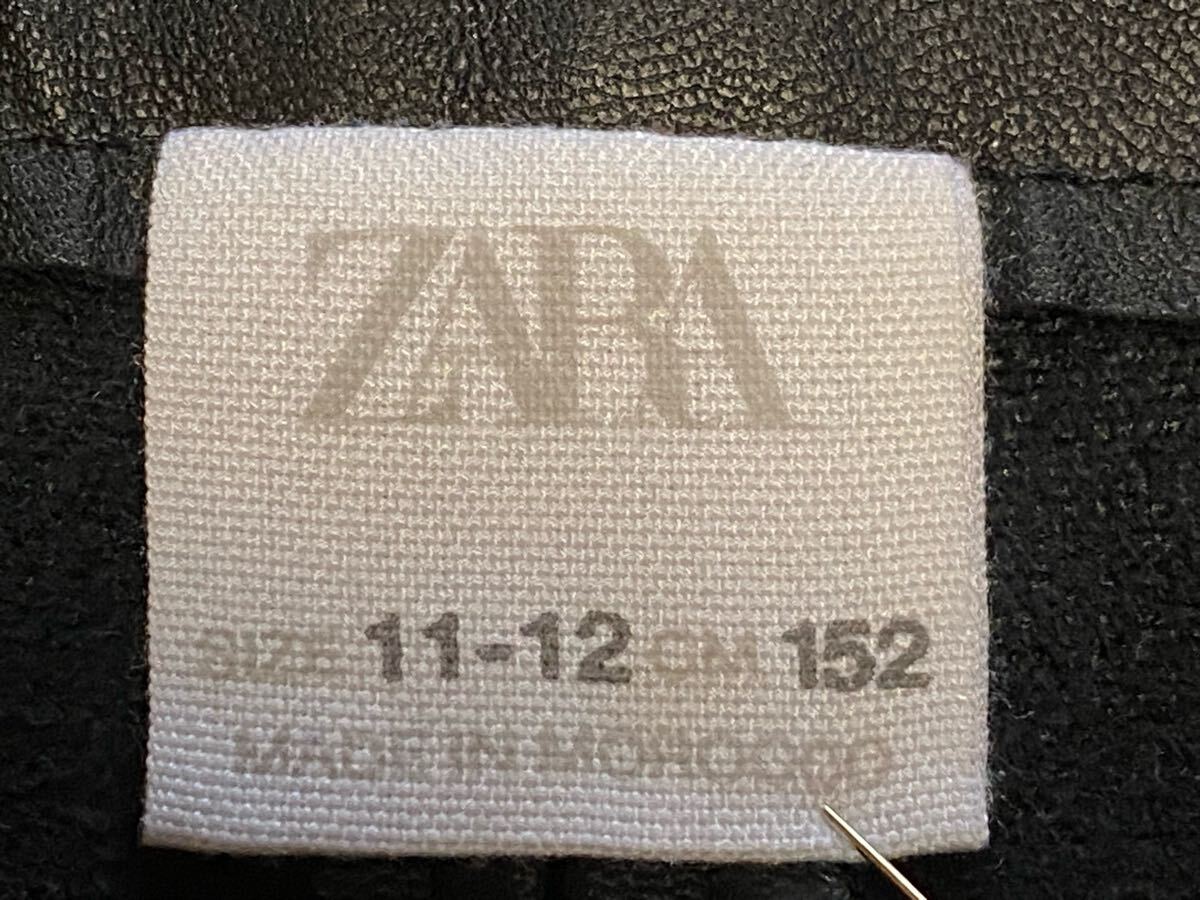 ZARA
SIZE 11-12 CM 152
MADE IN MOROCCO